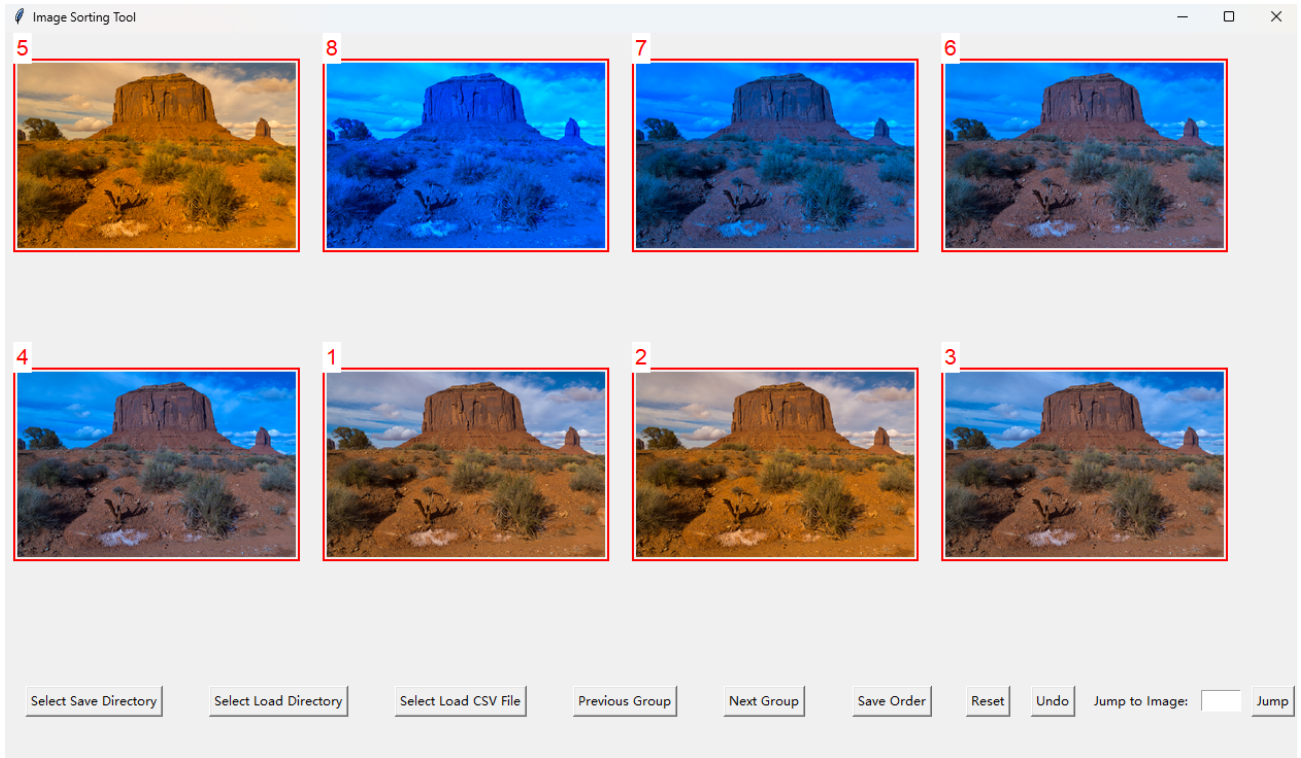 Image Sorting Tool
5 8 7 6
4 1 2 3
Select Save Directory Select Load Directory Select Load CSV File Previous Group Next Group Save Order Reset Undo Jump to Image: Jump